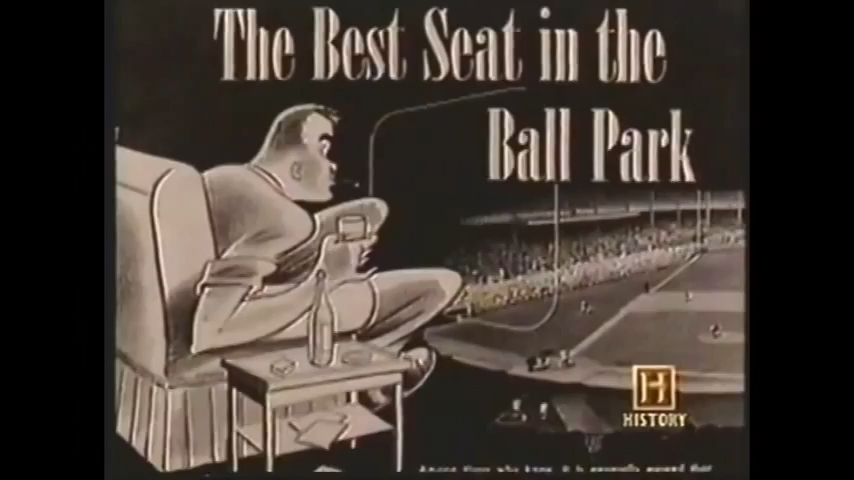 The Best Seat in the
Ball Park
H
HISTORY